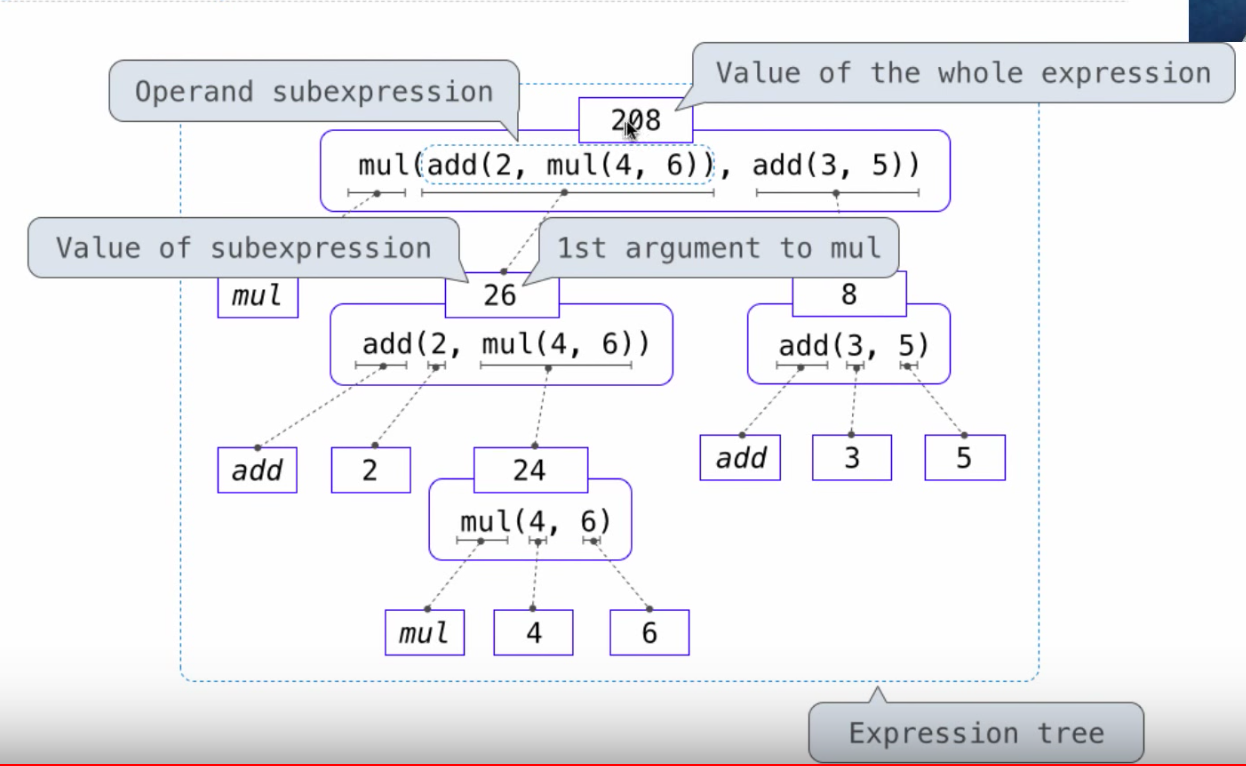 Value of the whole expression
Operand subexpression
208
mul(add(2, mul(4, 6)), add(3, 5))
Value of subexpression
1st argument to mul
mul
26
8
add(2, mul(4, 6))
add(3, 5)
add
2
24
add
3
5
mul(4, 6)
mul
4
6
Expression tree